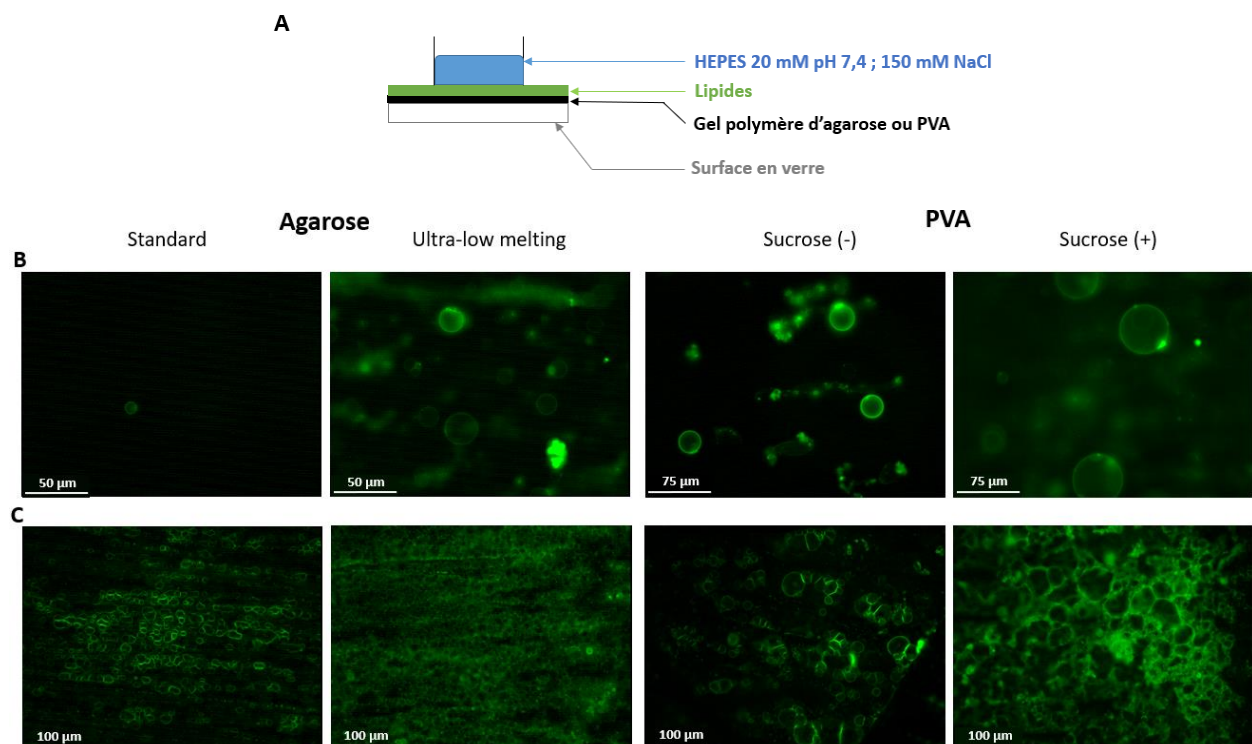 A
HEPES 20 mM pH 7,4 ; 150 mM NaCl
Lipides
Gel polymère d'agarose ou PVA
Surface en verre
Agarose
PVA
Standard
Ultra-low melting
Sucrose (-)
Sucrose (+)
B
50 µm
50 µm
75 µm
75 µm
C
100 µm
100 µm
100 µm
100 µm